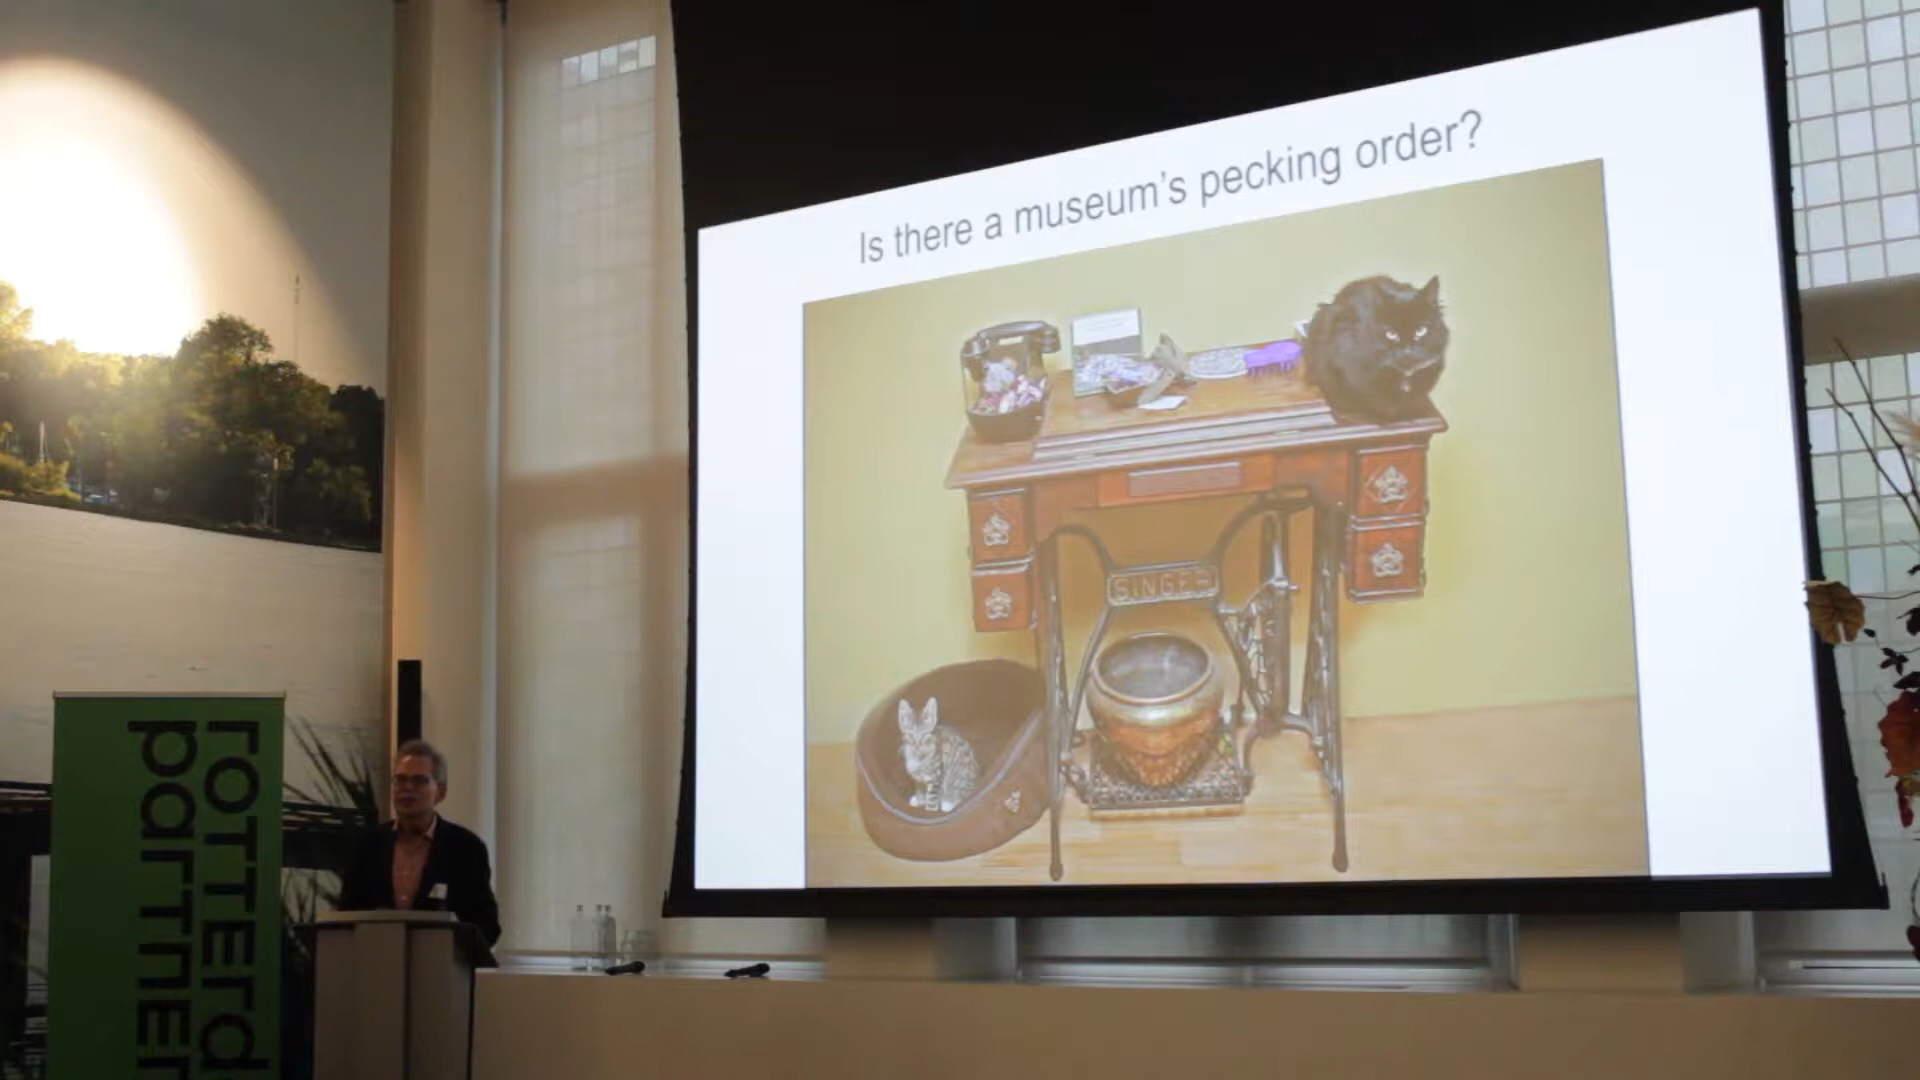 Is there a museum's pecking order?
SINGER
rotterd
partner